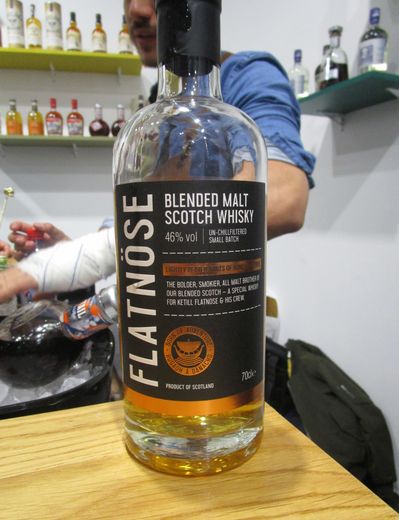 FLATNÖSE
BLENDED MALT
SCOTCH WHISKY
46% vol
UN-CHILLFILTERED
SMALL BATCH
THE BOLDER, SMOKIER, ALL MALT BROTHER OF
OUR BLENDED SCOTCH – A SPECIAL WHISKY
FOR KETILL FLATNOSE & HIS CREW.
70cl℮
PRODUCT OF SCOTLAND